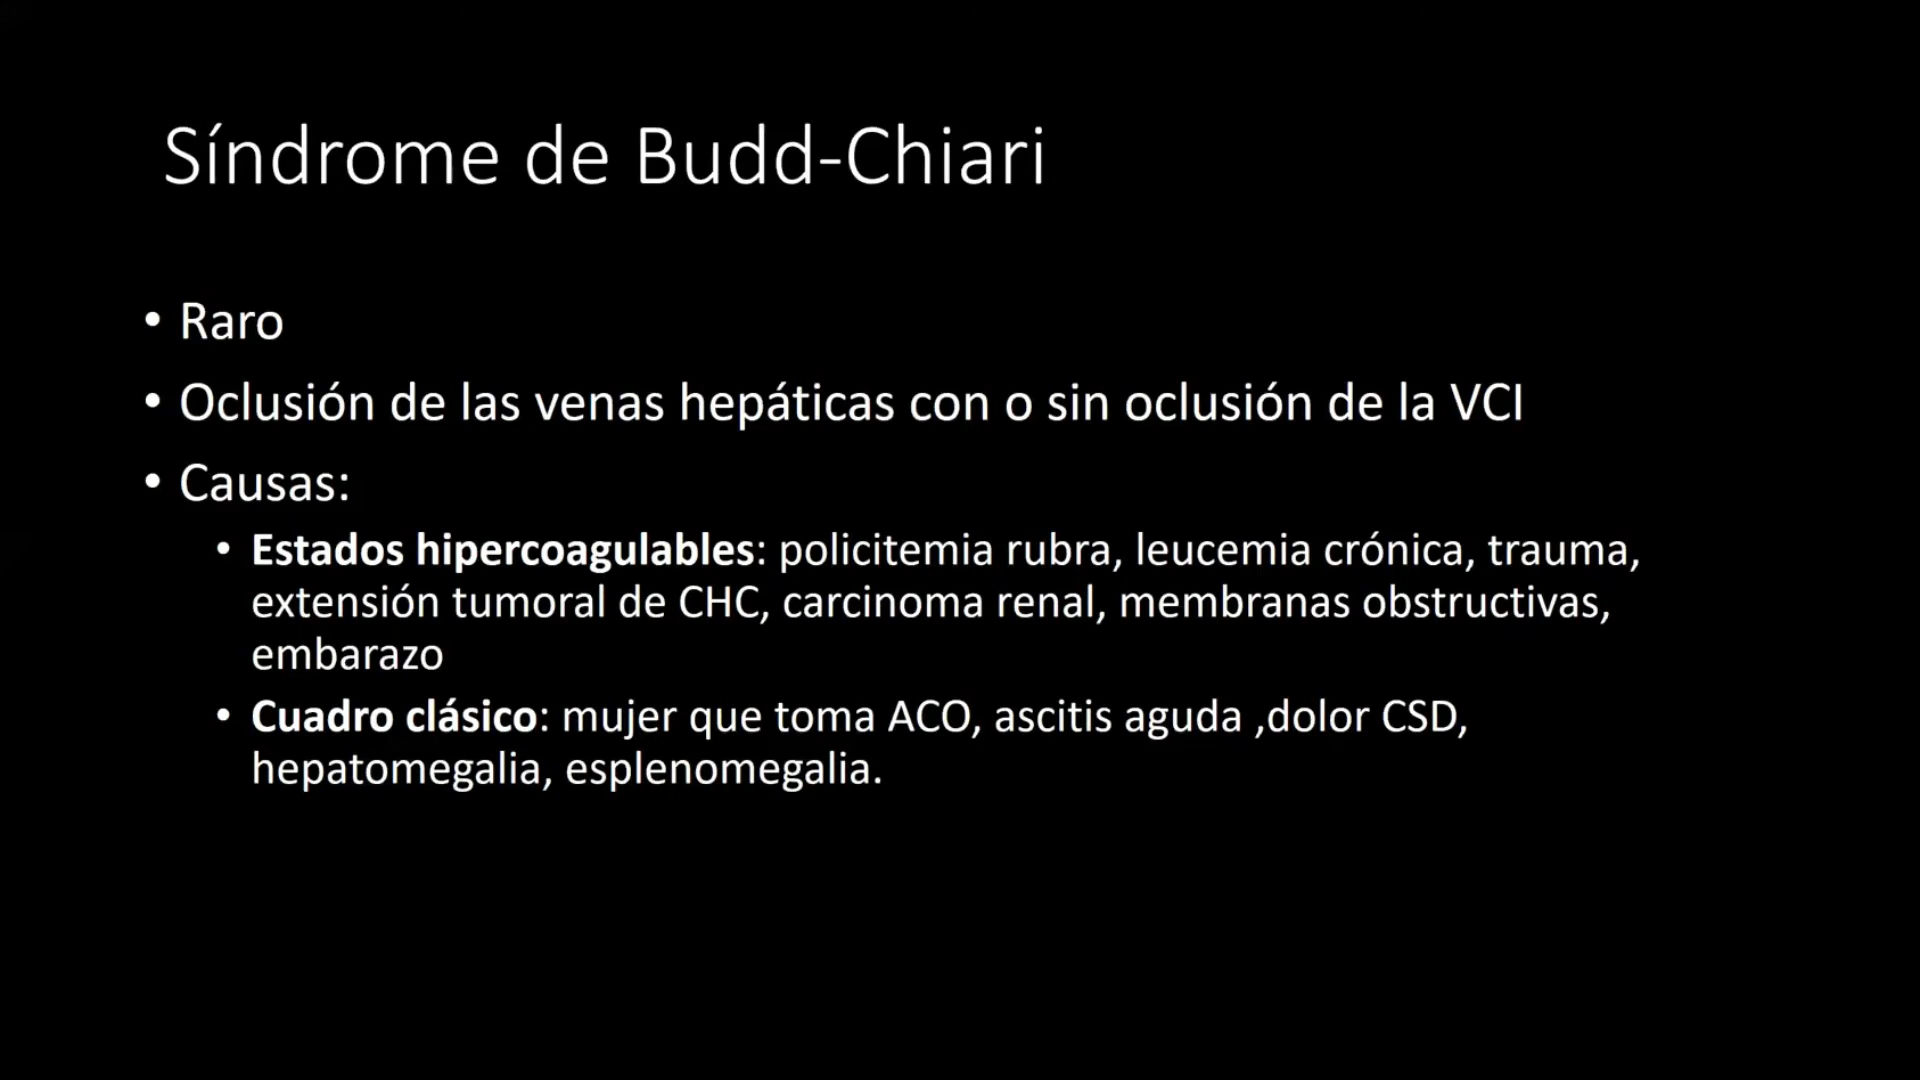 Síndrome de Budd-Chiari
• Raro
• Oclusión de las venas hepáticas con o sin oclusión de la VCI
• Causas:
• Estados hipercoagulables: policitemia rubra, leucemia crónica, trauma,
extensión tumoral de CHC, carcinoma renal, membranas obstructivas,
embarazo
• Cuadro clásico: mujer que toma ACO, ascitis aguda ,dolor CSD,
hepatomegalia, esplenomegalia.